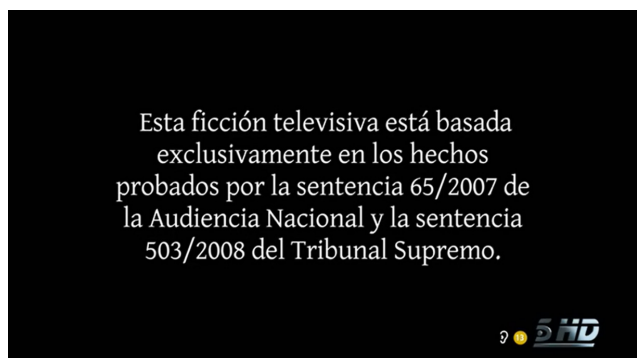 Esta ficción televisiva está basada
exclusivamente en los hechos
probados por la sentencia 65/2007 de
la Audiencia Nacional y la sentencia
503/2008 del Tribunal Supremo.
13 5 HD